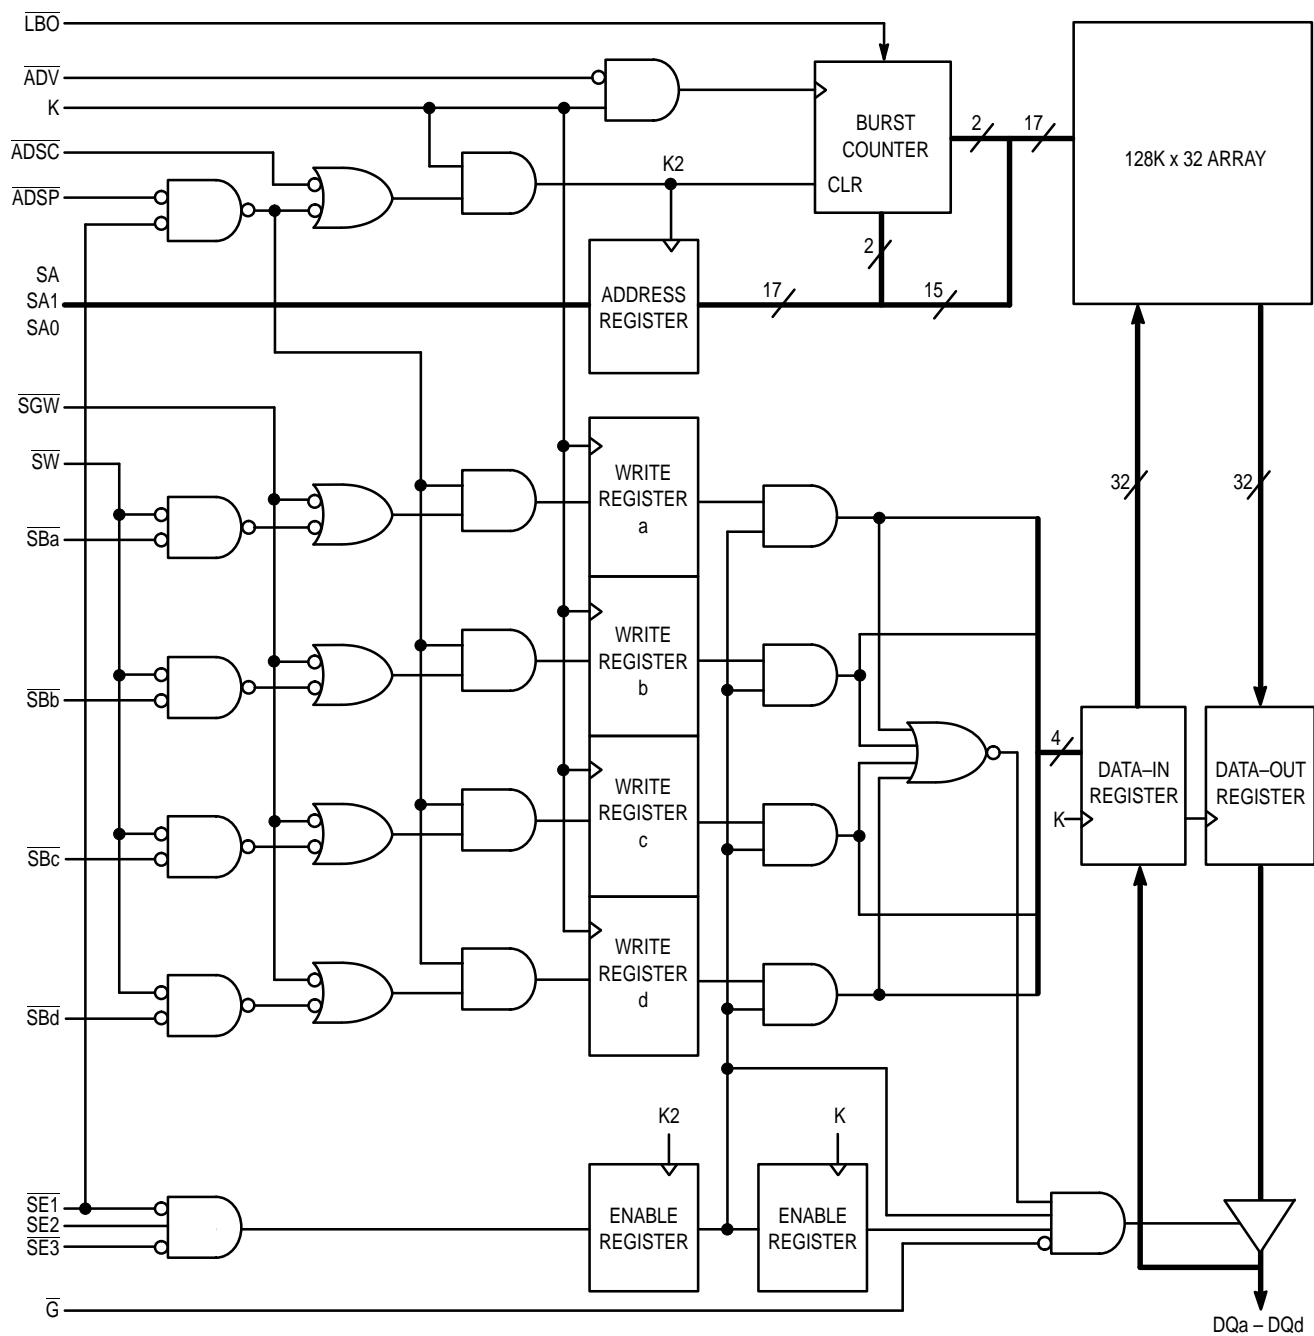 LBO
ADV
K
ADSC
ADSP
K2
BURST
COUNTER
CLR
2
17
128K x 32 ARRAY
2
SA
SA1
SA0
ADDRESS
REGISTER
17
15
SGW
SW
SBa
WRITE
REGISTER
a
32
32
SBb
WRITE
REGISTER
b
4
DATA–IN
REGISTER
K
DATA–OUT
REGISTER
SBc
WRITE
REGISTER
c
SBd
WRITE
REGISTER
d
K2
K
SE1
SE2
SE3
ENABLE
REGISTER
ENABLE
REGISTER
G
DQa – DQd